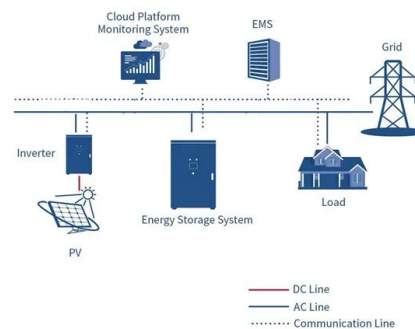 Cloud Platform
Monitoring System
EMS
Grid
Inverter
Energy Storage System
Load
PV
DC Line
AC Line
Communication Line